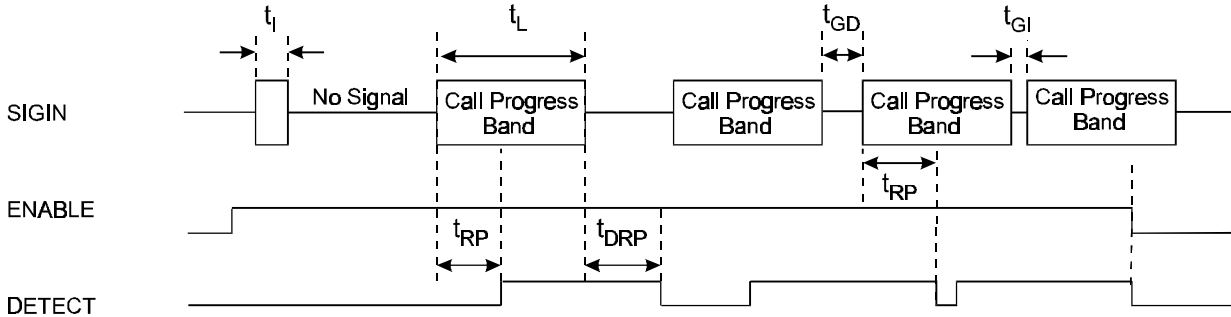 tI
tL
tGD
tGI
SIGIN
No Signal
Call Progress
Band
Call Progress
Band
Call Progress
Band
Call Progress
Band
tRP
ENABLE
tRP
tDRP
DETECT